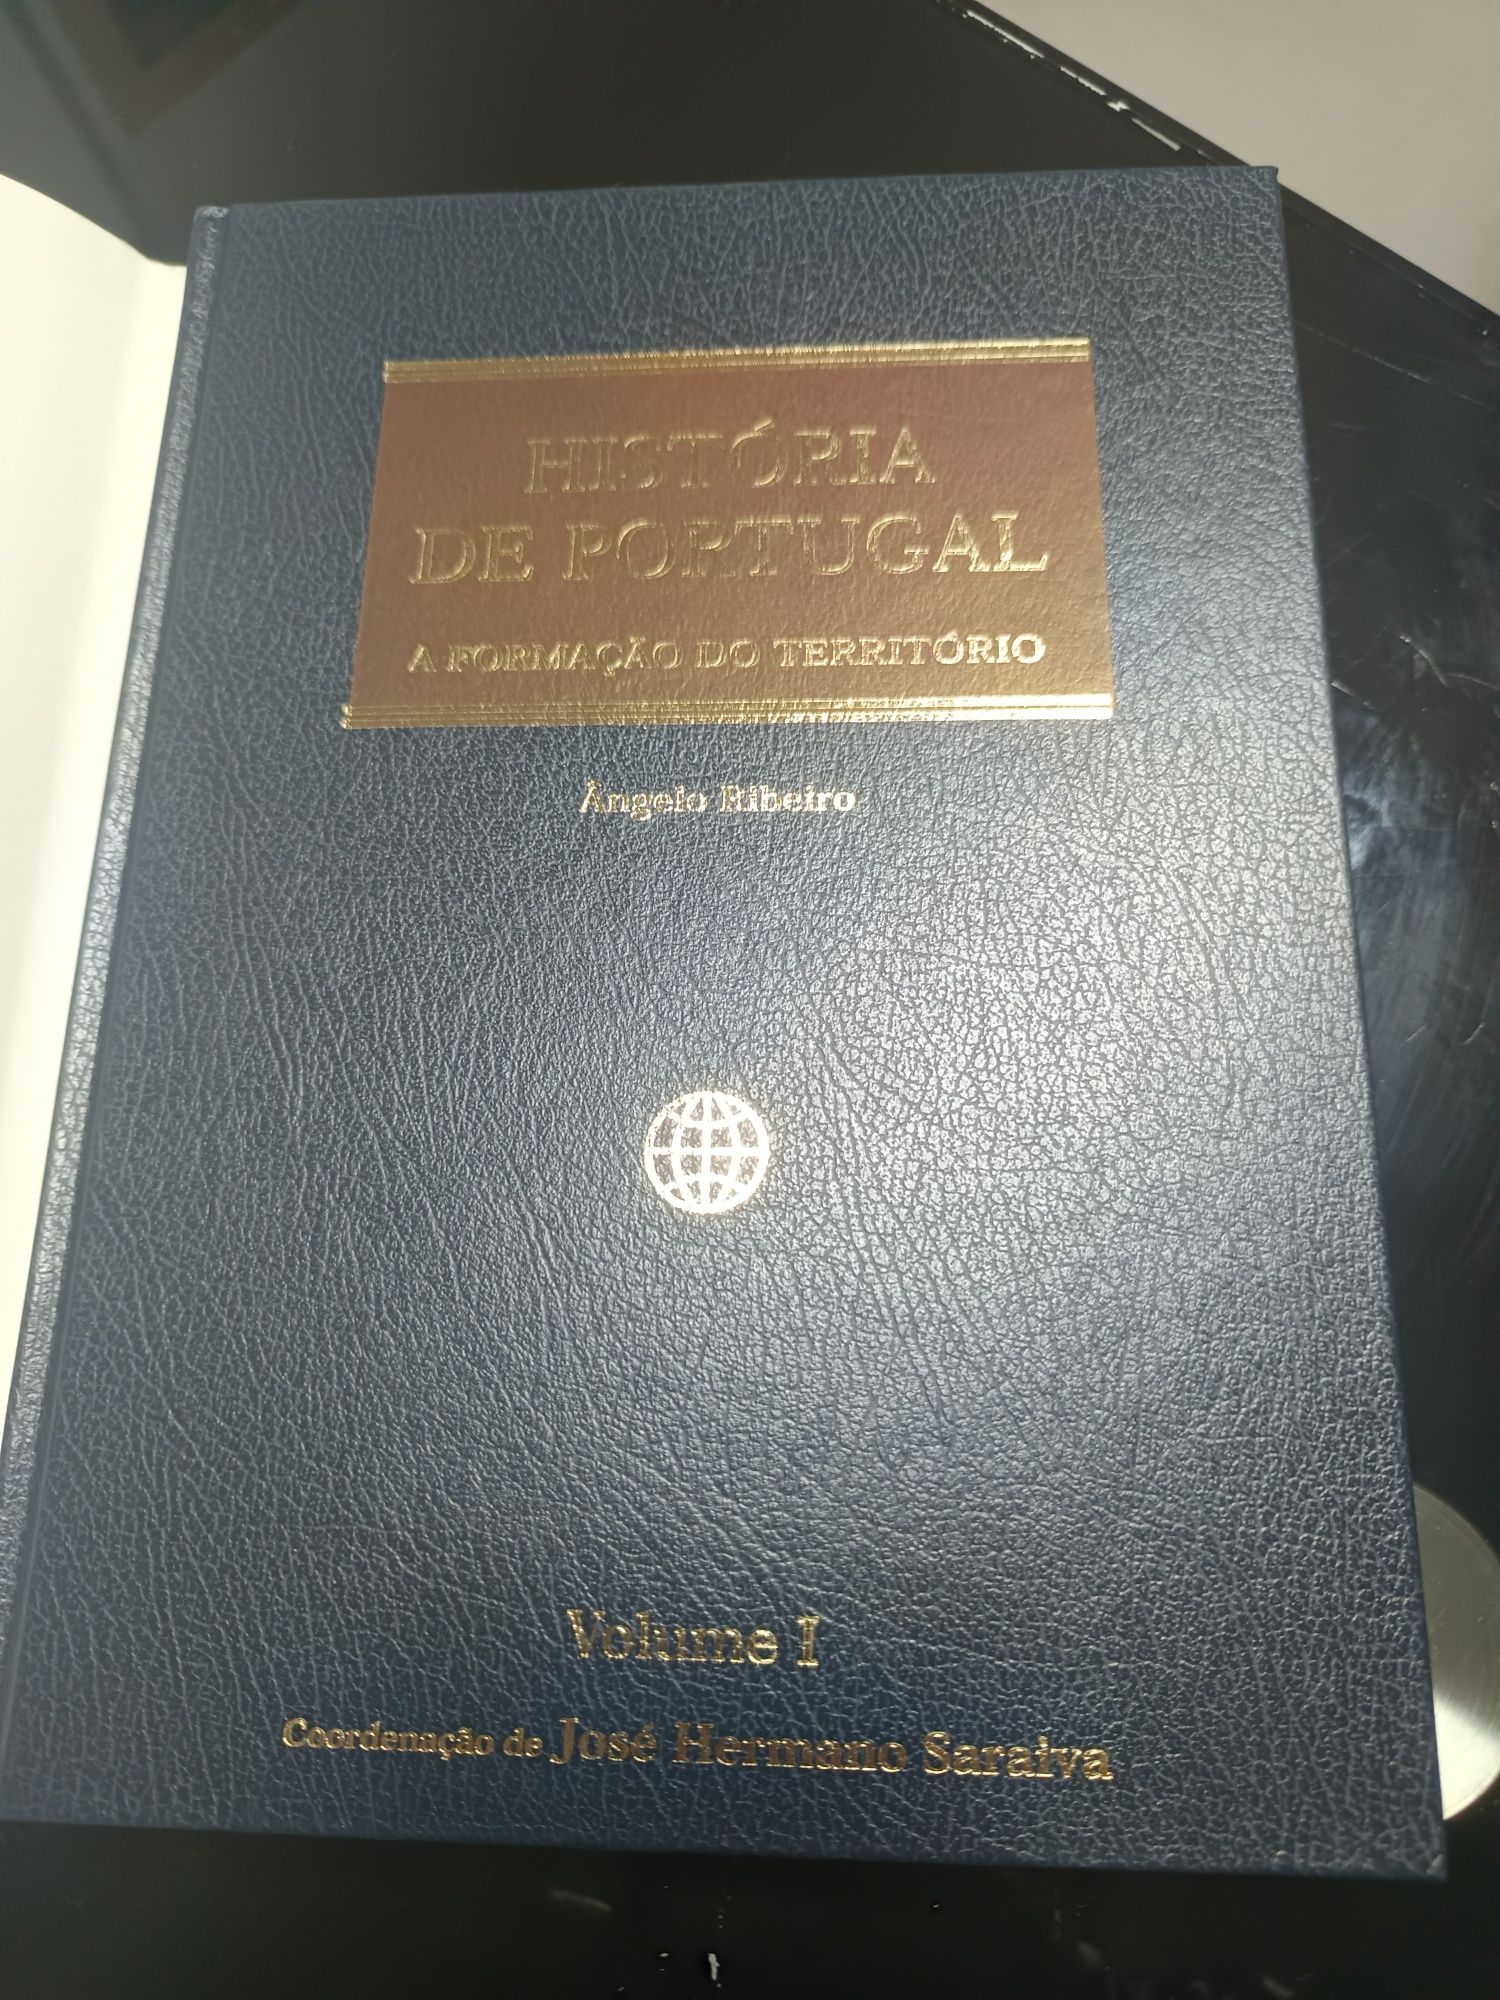 HISTÓRIA
DE PORTUGAL
A FORMAÇÃO DO TERRITÓRIO
Ângelo Ribeiro
Volume I
Coordenação de José Hermano Saraiva